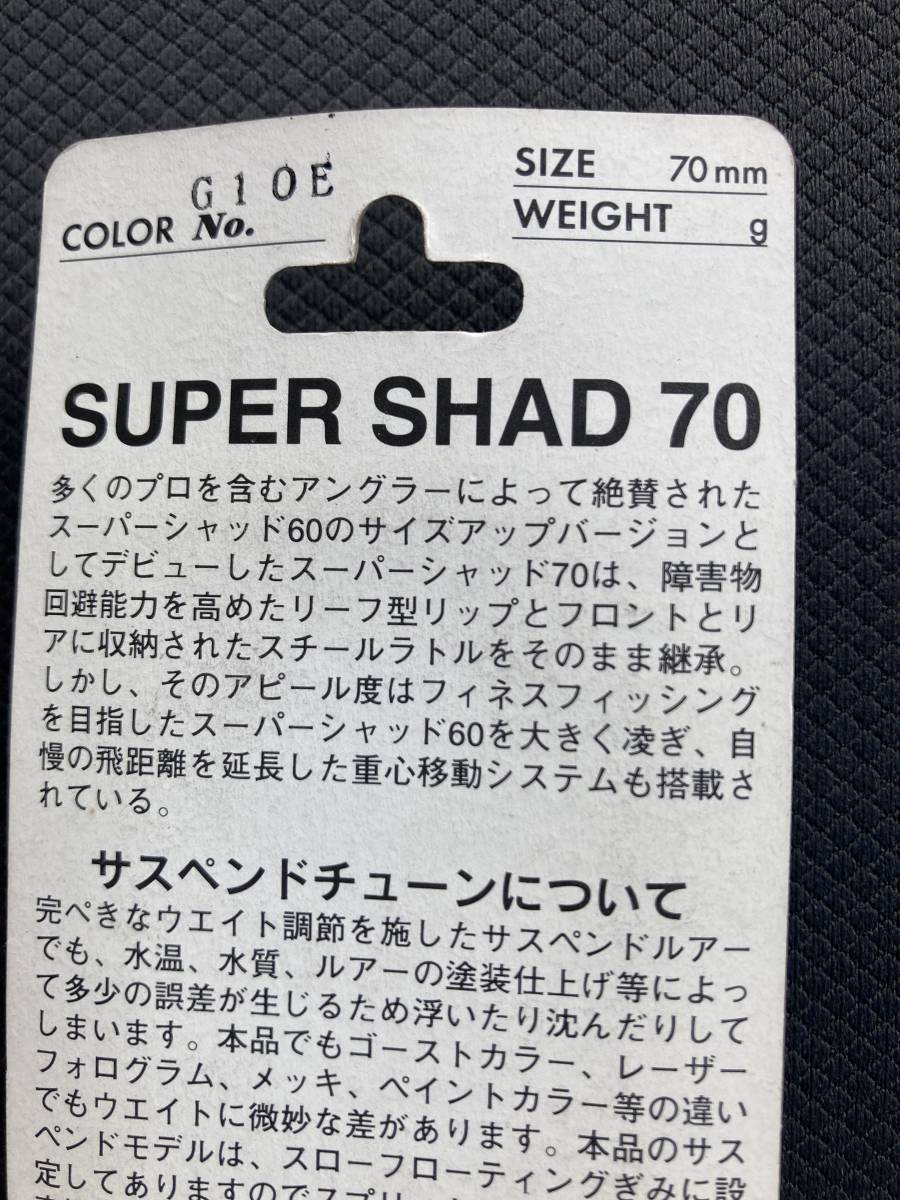 G10E
COLOR No.
SIZE 70mm
WEIGHT g
SUPER SHAD 70
多くのプロを含むアングラーによって絶賛された
スーパーシャッド60のサイズアップバージョンと
してデビューしたスーパーシャッド70は、障害物
回避能力を高めたリーフ型リップとフロントとリ
アに収納されたスチールラトルをそのまま継承。
しかし、そのアピール度はフィネスフィッシング
を目指したスーパーシャッド60を大きく凌ぎ、自
慢の飛距離を延長した重心移動システムも搭載さ
れている。
サスペンドチューンについて
完ぺきなウエイト調節を施したサスペンドルアー
でも、水温、水質、ルアーの塗装仕上げ等によっ
て多少の誤差が生じるため浮いたり沈んだりして
しまいます。本品でもゴーストカラー、レーザー
フォログラム、メッキ、ペイントカラー等の違い
でもウエイトに微妙な差があります。本品のサス
ペンドモデルは、スローフローティングぎみに設
定してありますのでスプリ